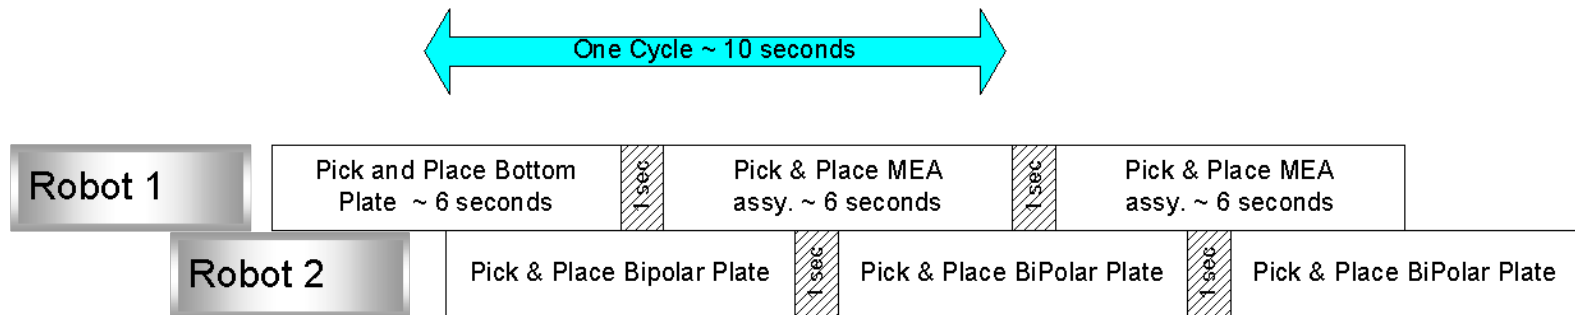 One Cycle ~ 10 seconds
Robot 1
Pick and Place Bottom
Plate ~ 6 seconds
1 sec
Pick & Place MEA
assy. ~ 6 seconds
1 sec
Pick & Place MEA
assy. ~ 6 seconds
Robot 2
Pick & Place Bipolar Plate
1 sec
Pick & Place BiPolar Plate
1 sec
Pick & Place BiPolar Plate